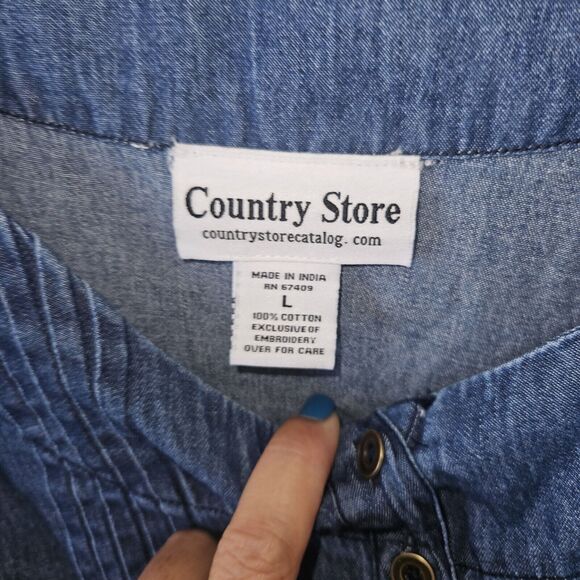 Country Store
countrystorecatalog. com
MADE IN INDIA
RN 67409
L
100% COTTON
EXCLUSIVE OF
EMBROIDERY
OVER FOR CARE